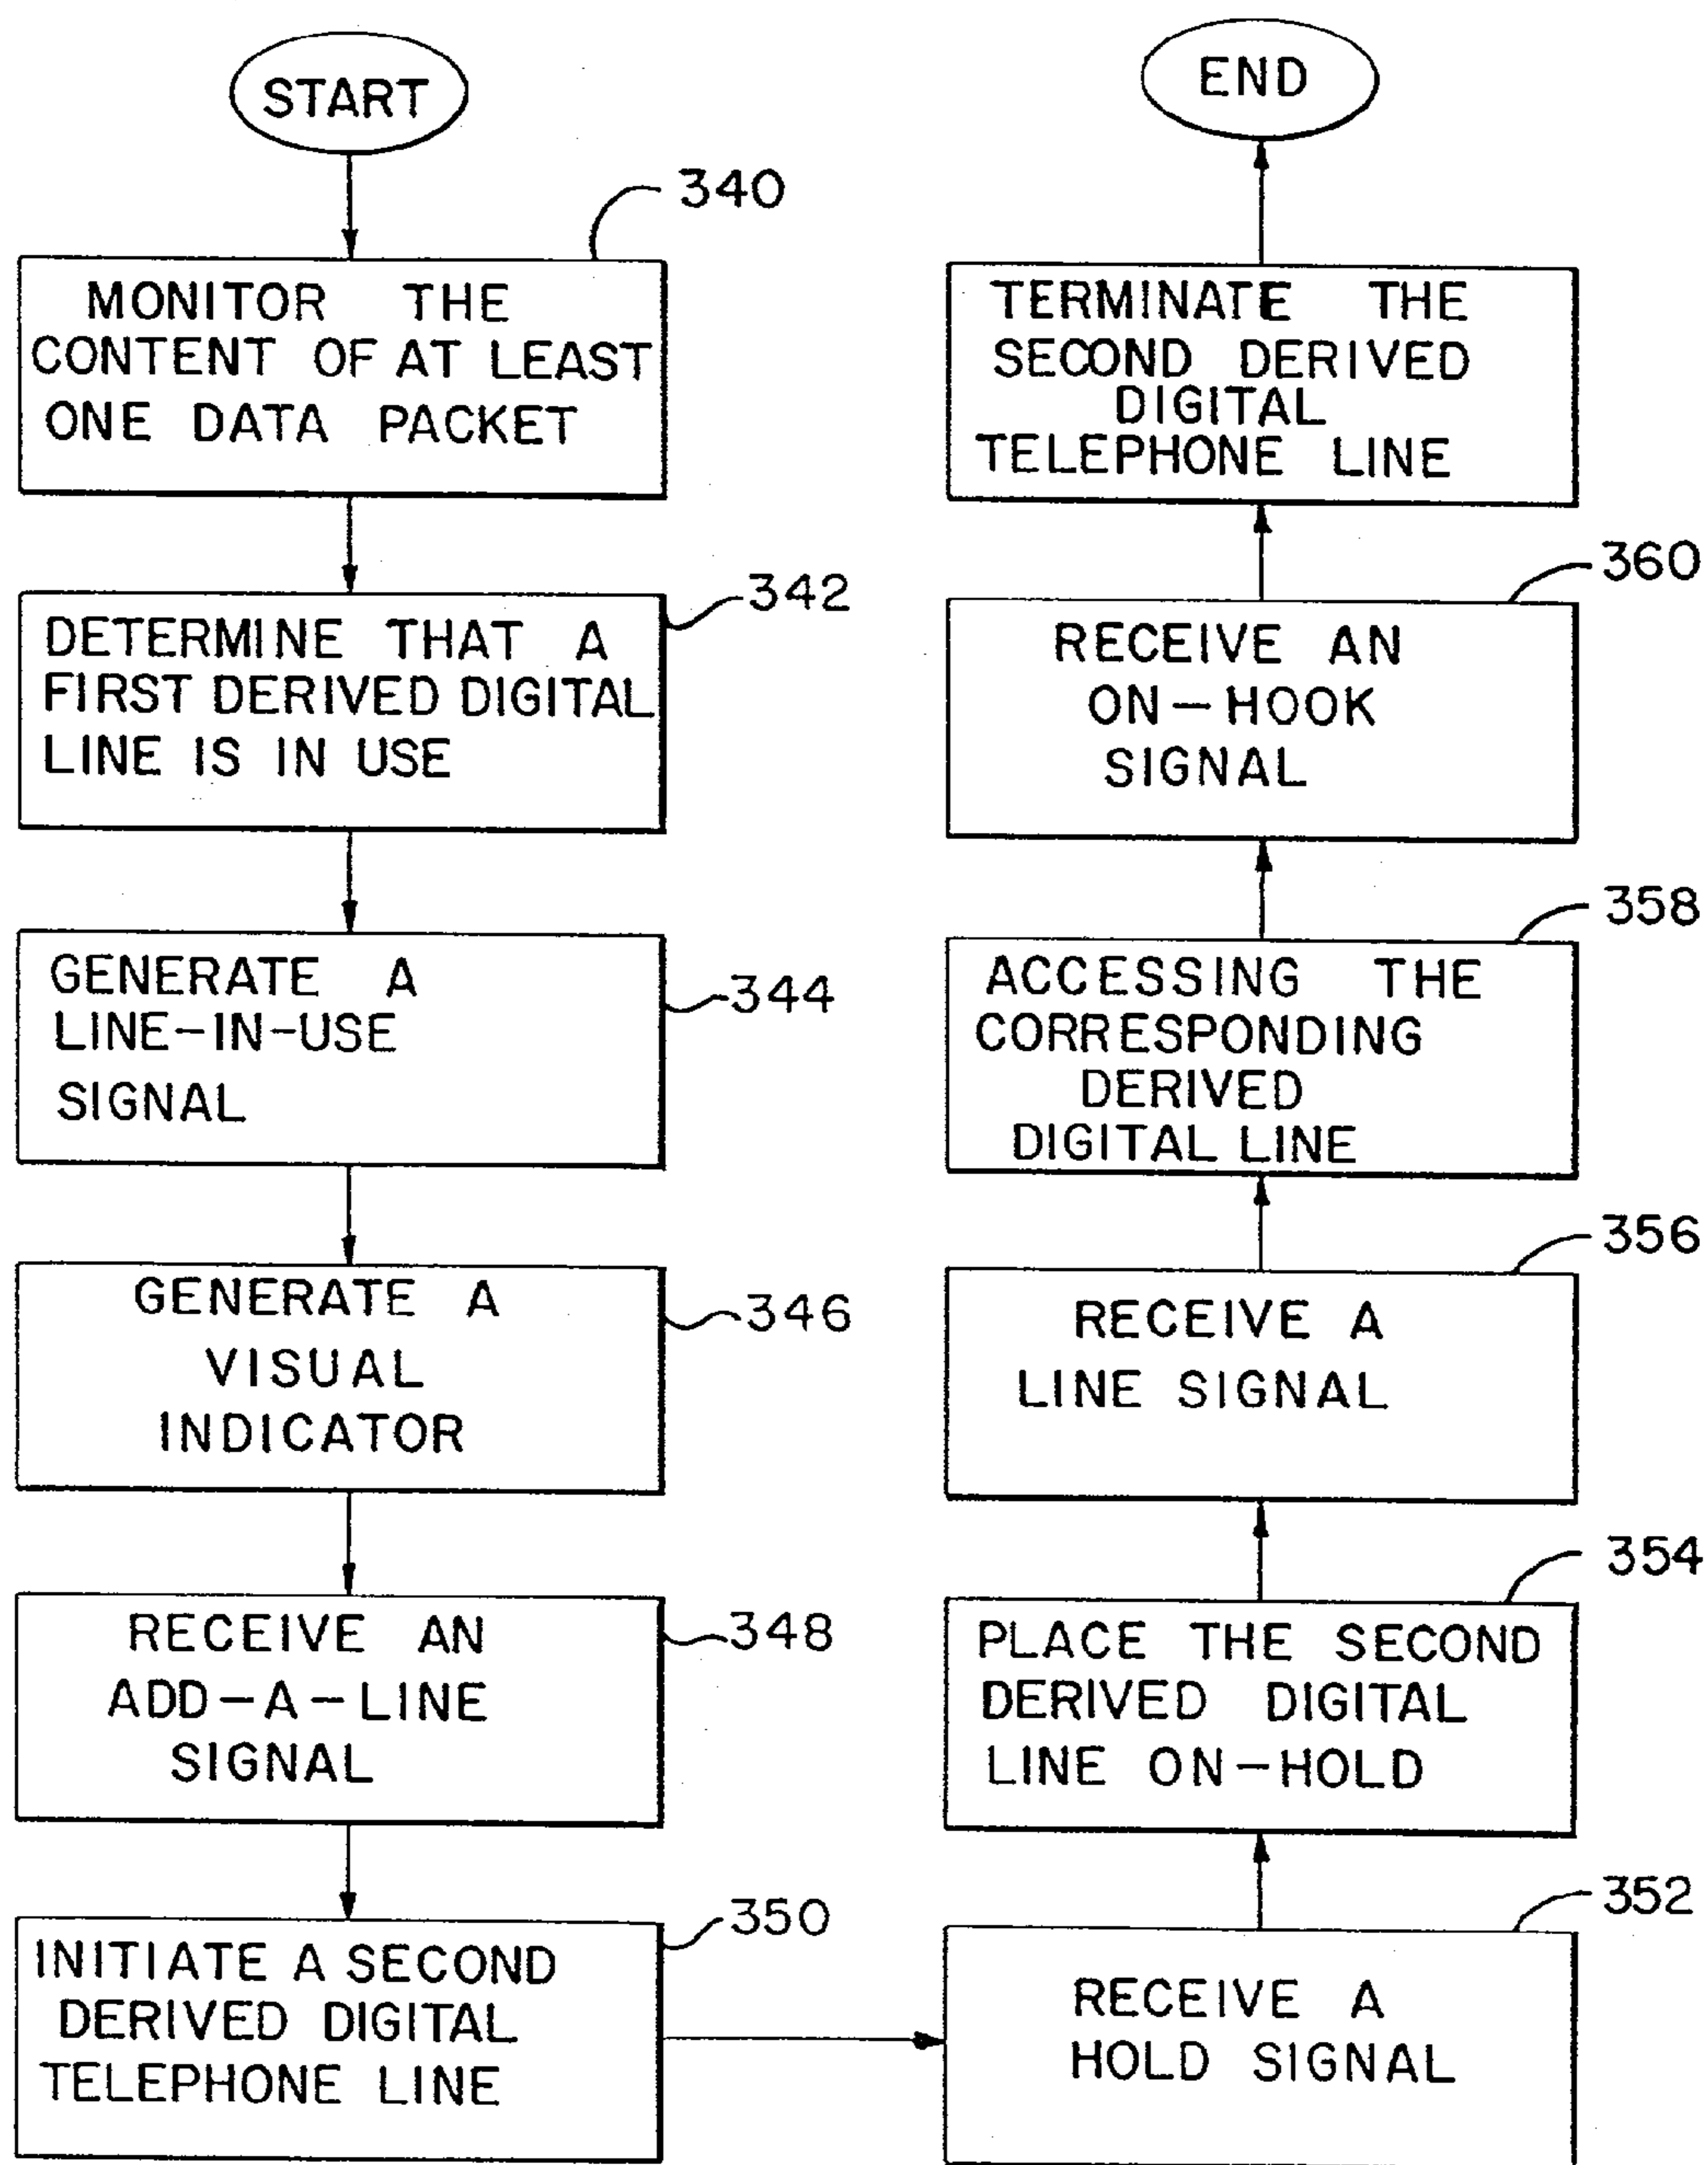 START
340
MONITOR THE
CONTENT OF AT LEAST
ONE DATA PACKET
342
DETERMINE THAT A
FIRST DERIVED DIGITAL
LINE IS IN USE
344
GENERATE A
LINE-IN-USE
SIGNAL
346
GENERATE A
VISUAL
INDICATOR
348
RECEIVE AN
ADD-A-LINE
SIGNAL
350
INITIATE A SECOND
DERIVED DIGITAL
TELEPHONE LINE
352
RECEIVE A
HOLD SIGNAL
354
PLACE THE SECOND
DERIVED DIGITAL
LINE ON-HOLD
356
RECEIVE A
LINE SIGNAL
358
ACCESSING THE
CORRESPONDING
DERIVED
DIGITAL LINE
360
RECEIVE AN
ON-HOOK
SIGNAL
TERMINATE THE
SECOND DERIVED
DIGITAL
TELEPHONE LINE
END